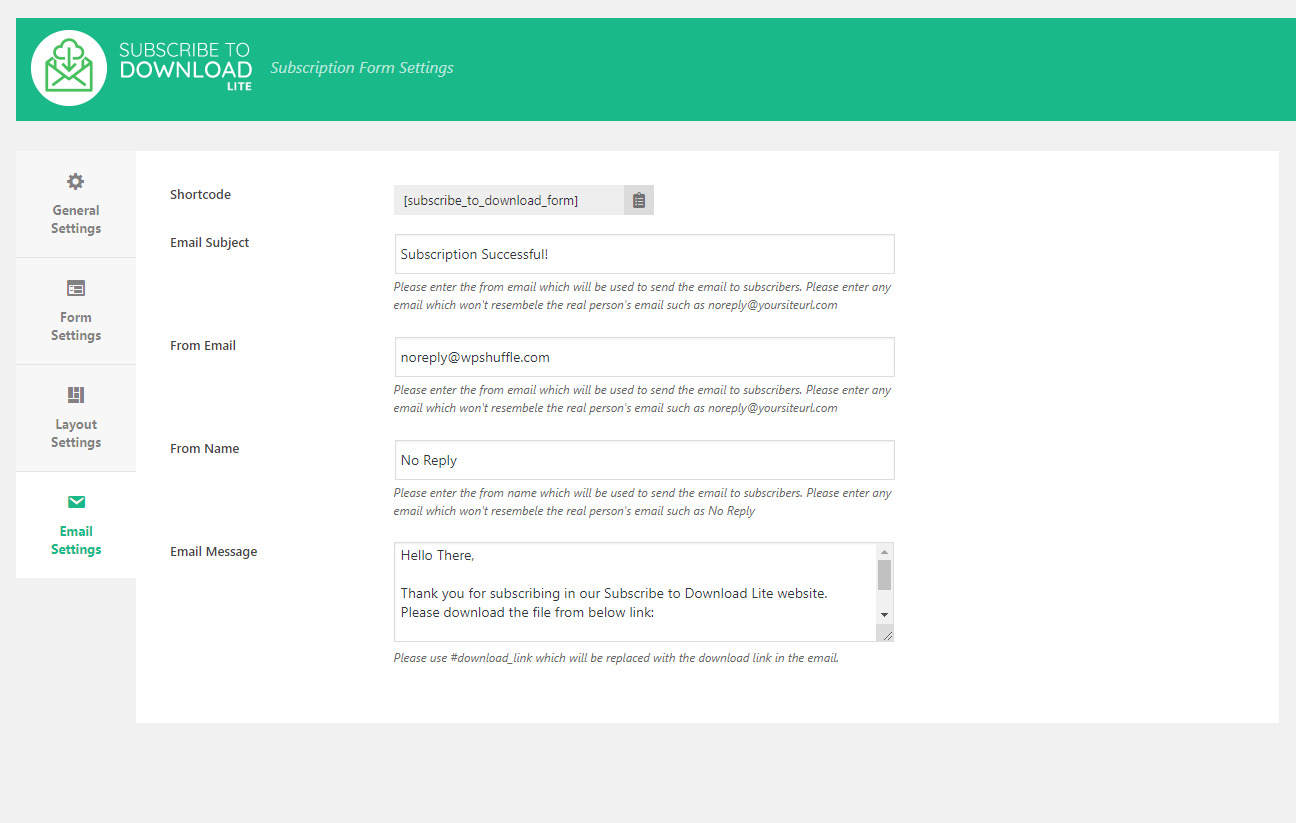 SUBSCRIBE TO
DOWNLOAD
LITE
Subscription Form Settings
General
Settings
Form
Settings
Layout
Settings
Email
Settings
Shortcode
[subscribe_to_download_form]
Email Subject
Subscription Successful!
Please enter the from email which will be used to send the email to subscribers. Please enter any
email which won't resembele the real person's email such as noreply@yoursiteurl.com
From Email
noreply@wpshuffle.com
Please enter the from email which will be used to send the email to subscribers. Please enter any
email which won't resembele the real person's email such as noreply@yoursiteurl.com
From Name
No Reply
Please enter the from name which will be used to send the email to subscribers. Please enter any
email which won't resembele the real person's email such as No Reply
Email Message
Hello There,
Thank you for subscribing in our Subscribe to Download Lite website.
Please download the file from below link:
Please use #download_link which will be replaced with the download link in the email.